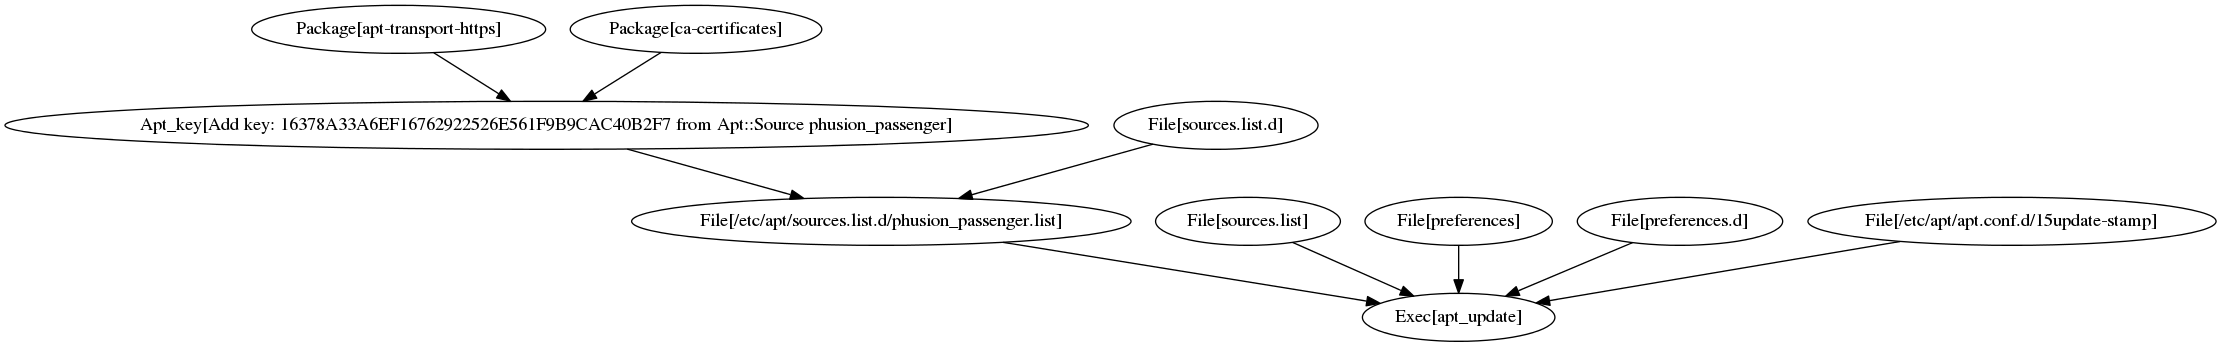 Package[apt-transport-https]
Package[ca-certificates]
Apt_key[Add key: 16378A33A6EF16762922526E561F9B9CAC40B2F7 from Apt::Source phusion_passenger]
File[sources.list.d]
File[/etc/apt/sources.list.d/phusion_passenger.list]
File[sources.list]
File[preferences]
File[preferences.d]
File[/etc/apt/apt.conf.d/15update-stamp]
Exec[apt_update]